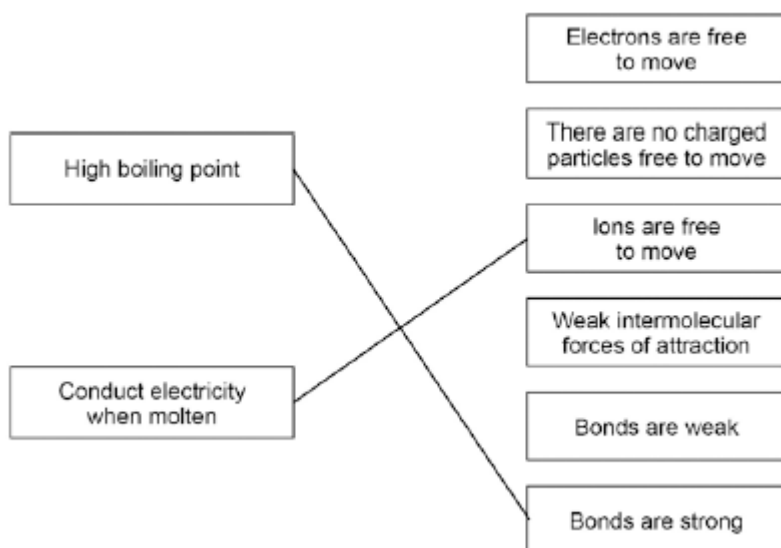 Electrons are free
to move
There are no charged
particles free to move
High boiling point
Ions are free
to move
Weak intermolecular
forces of attraction
Conduct electricity
when molten
Bonds are weak
Bonds are strong